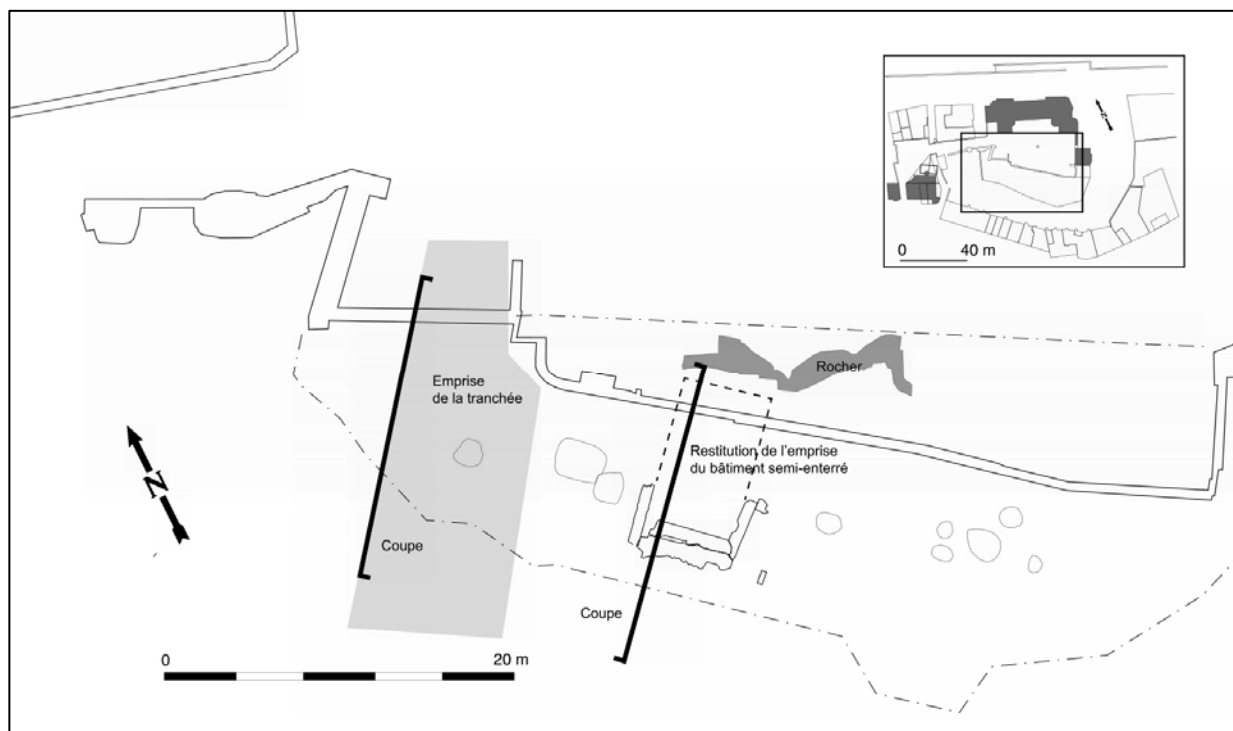 N
0 40 m
Rocher
Emprise
de la tranchée
Restitution de l'emprise
du bâtiment semi-enterré
N
Coupe
Coupe
0 20 m